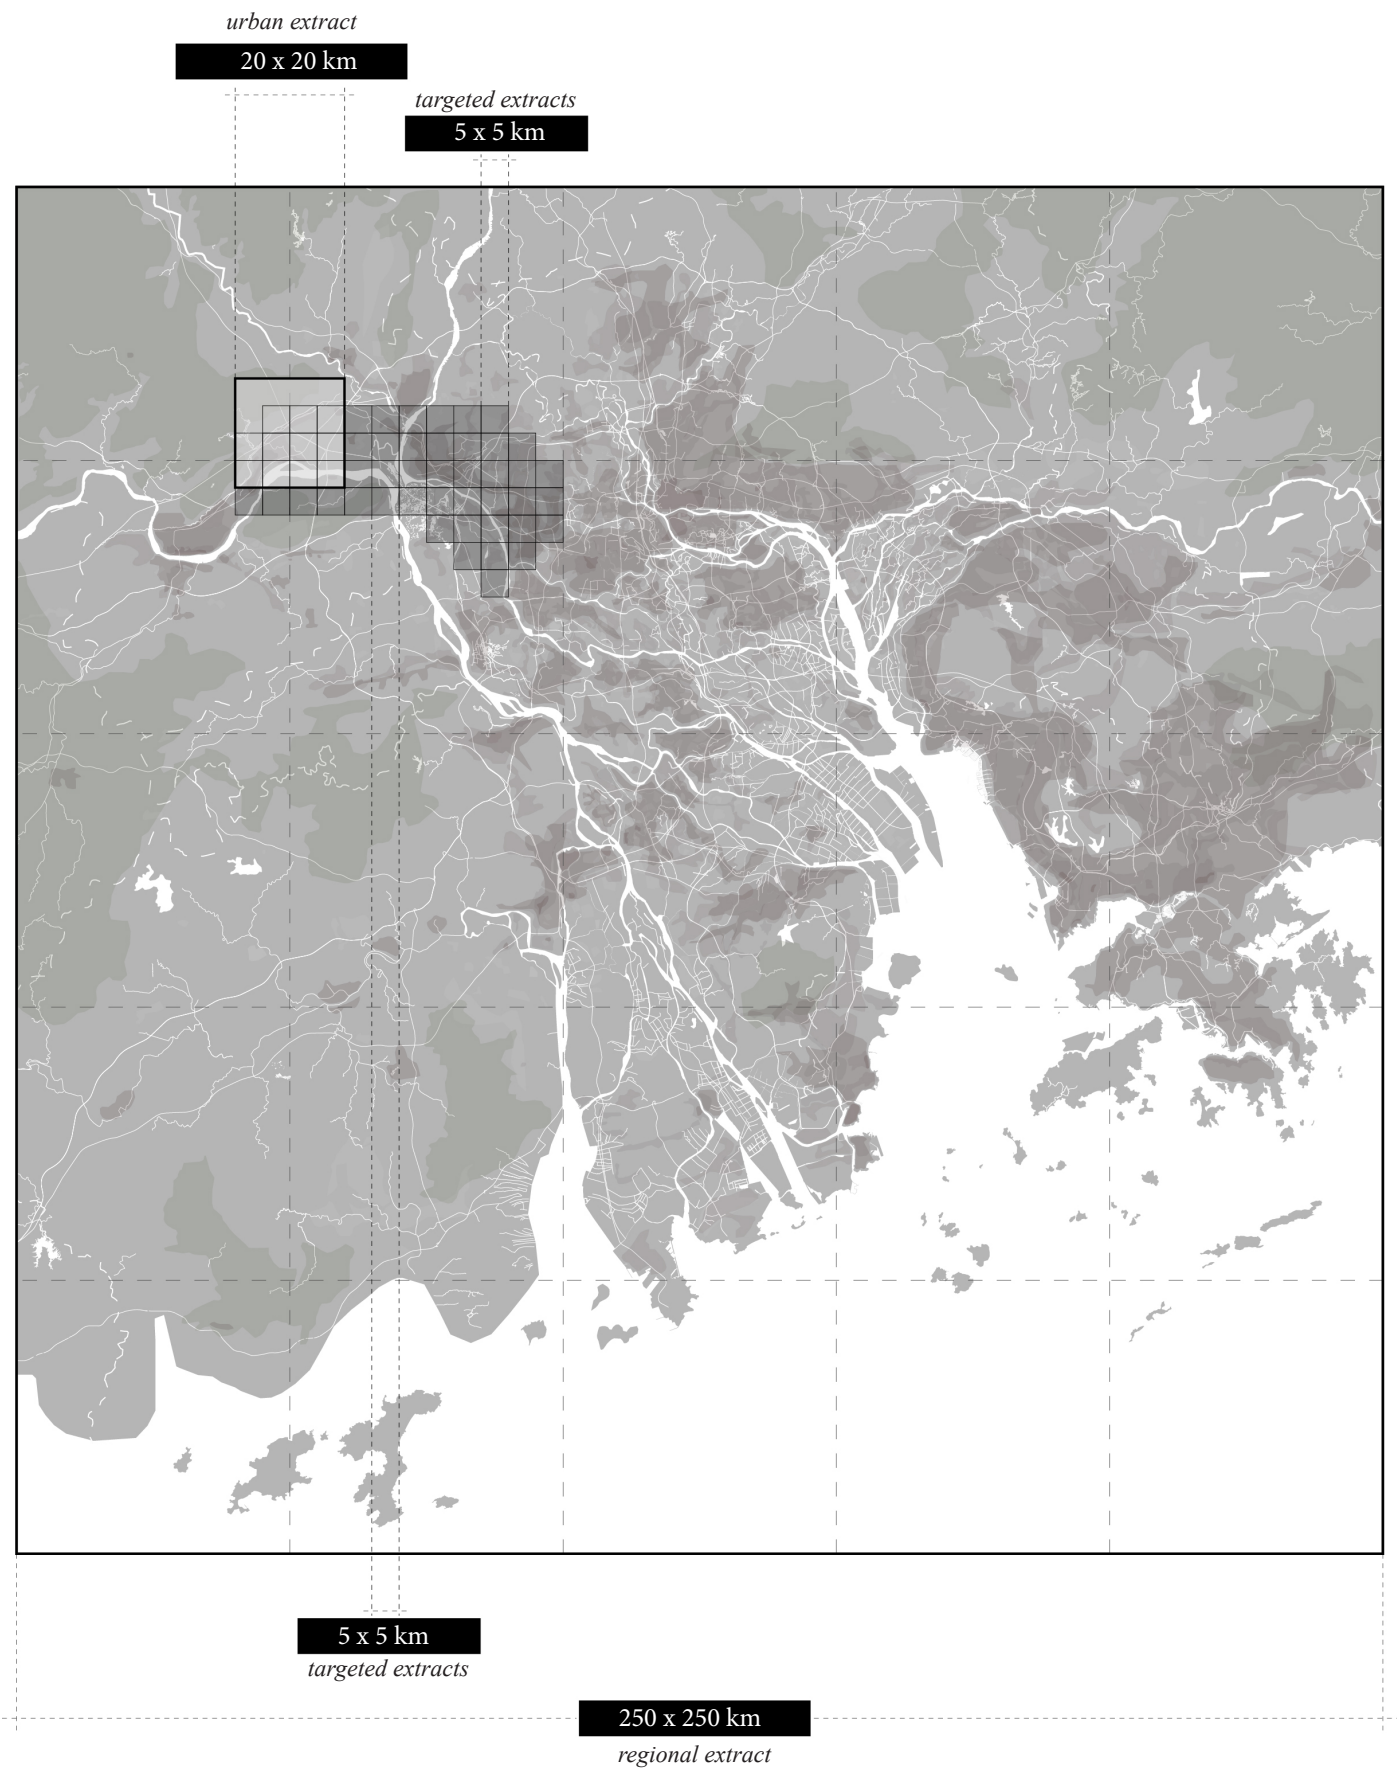 urban extract
20 x 20 km
targeted extracts
5 x 5 km
5 x 5 km
targeted extracts
250 x 250 km
regional extract